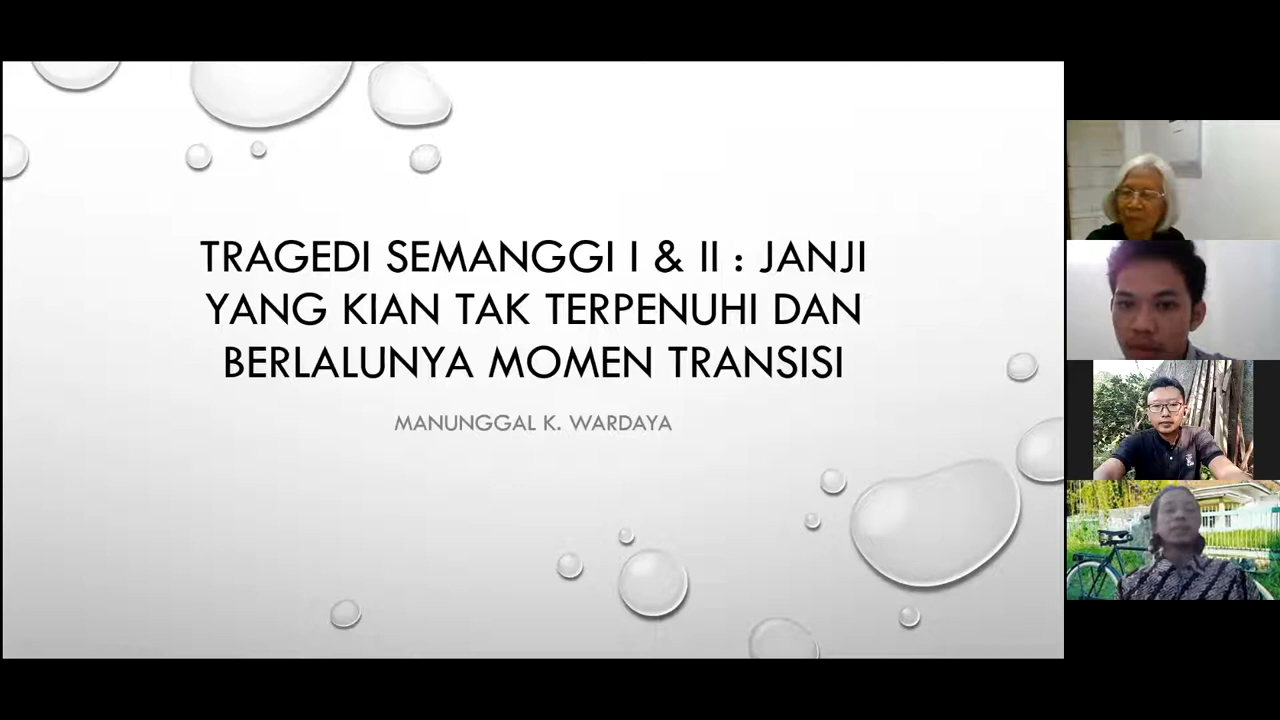 TRAGEDI SEMANGGI I & II : JANJI
YANG KIAN TAK TERPENUHI DAN
BERLALUNYA MOMEN TRANSISI
MANUNGGAL K. WARDAYA